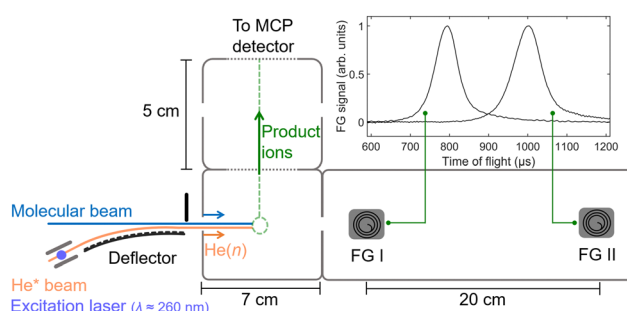 To MCP
detector
5 cm
Product
ions
Molecular beam
He(n)
Deflector
He* beam
Excitation laser (λ ≈ 260 nm)
7 cm
FG signal (arb. units)
1
0.5
0
600 700 800 900 1000 1100 1200
Time of flight (µs)
FG I
FG II
20 cm